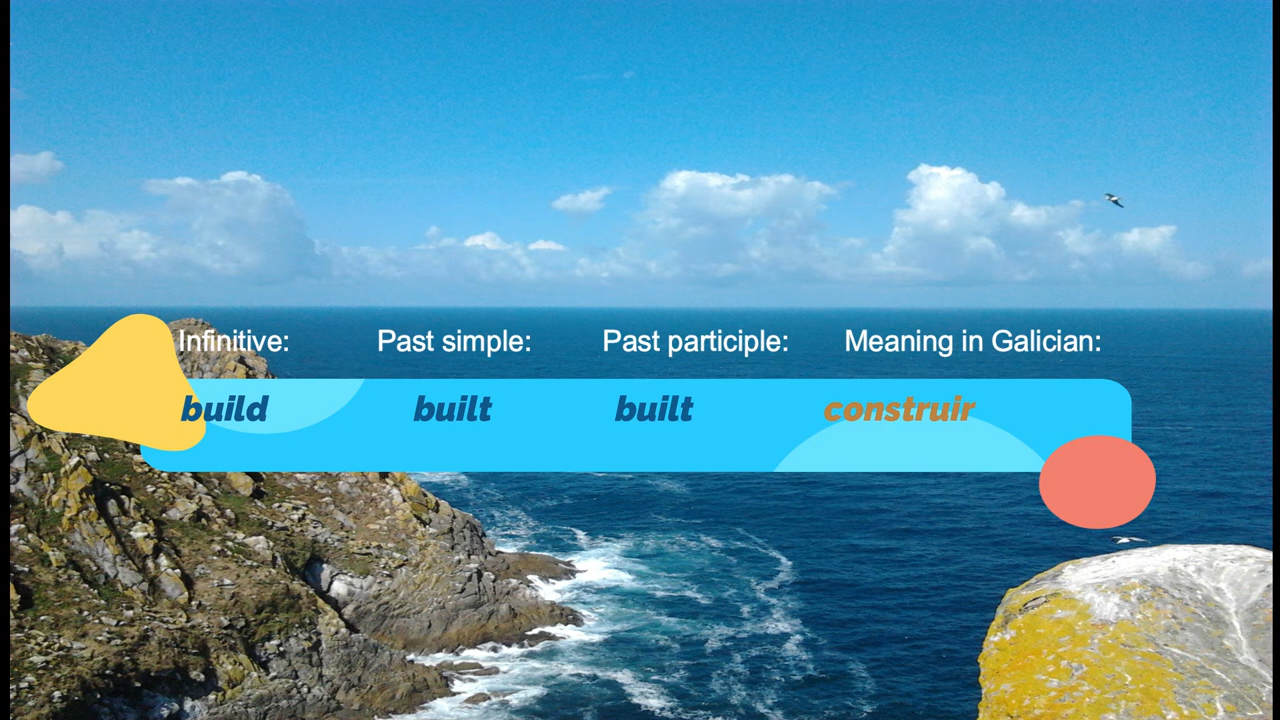 Infinitive: Past simple: Past participle: Meaning in Galician:
build built built construir